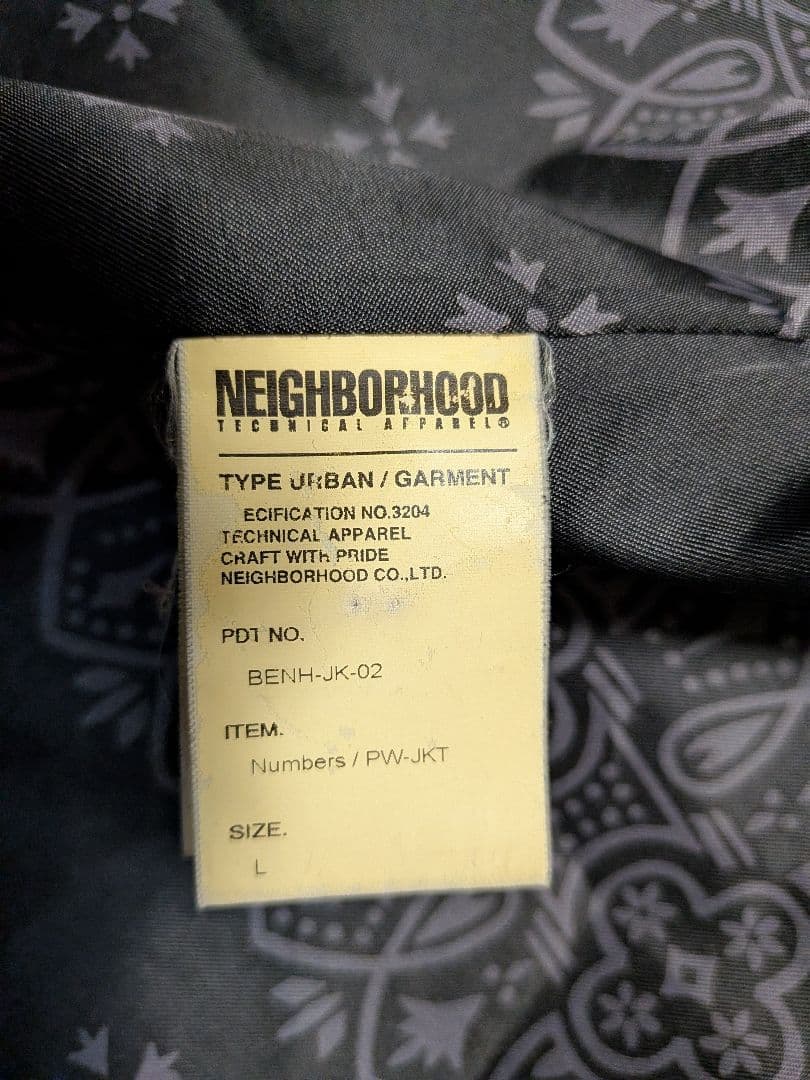 NEIGHBORHOOD
TECHNICAL APPAREL®
TYPE URBAN / GARMENT
ECIFICATION NO.3204
TECHNICAL APPAREL
CRAFT WITH PRIDE
NEIGHBORHOOD CO.,LTD.
PDT NO.
BENH-JK-02
ITEM.
Numbers / PW-JKT
SIZE.
L